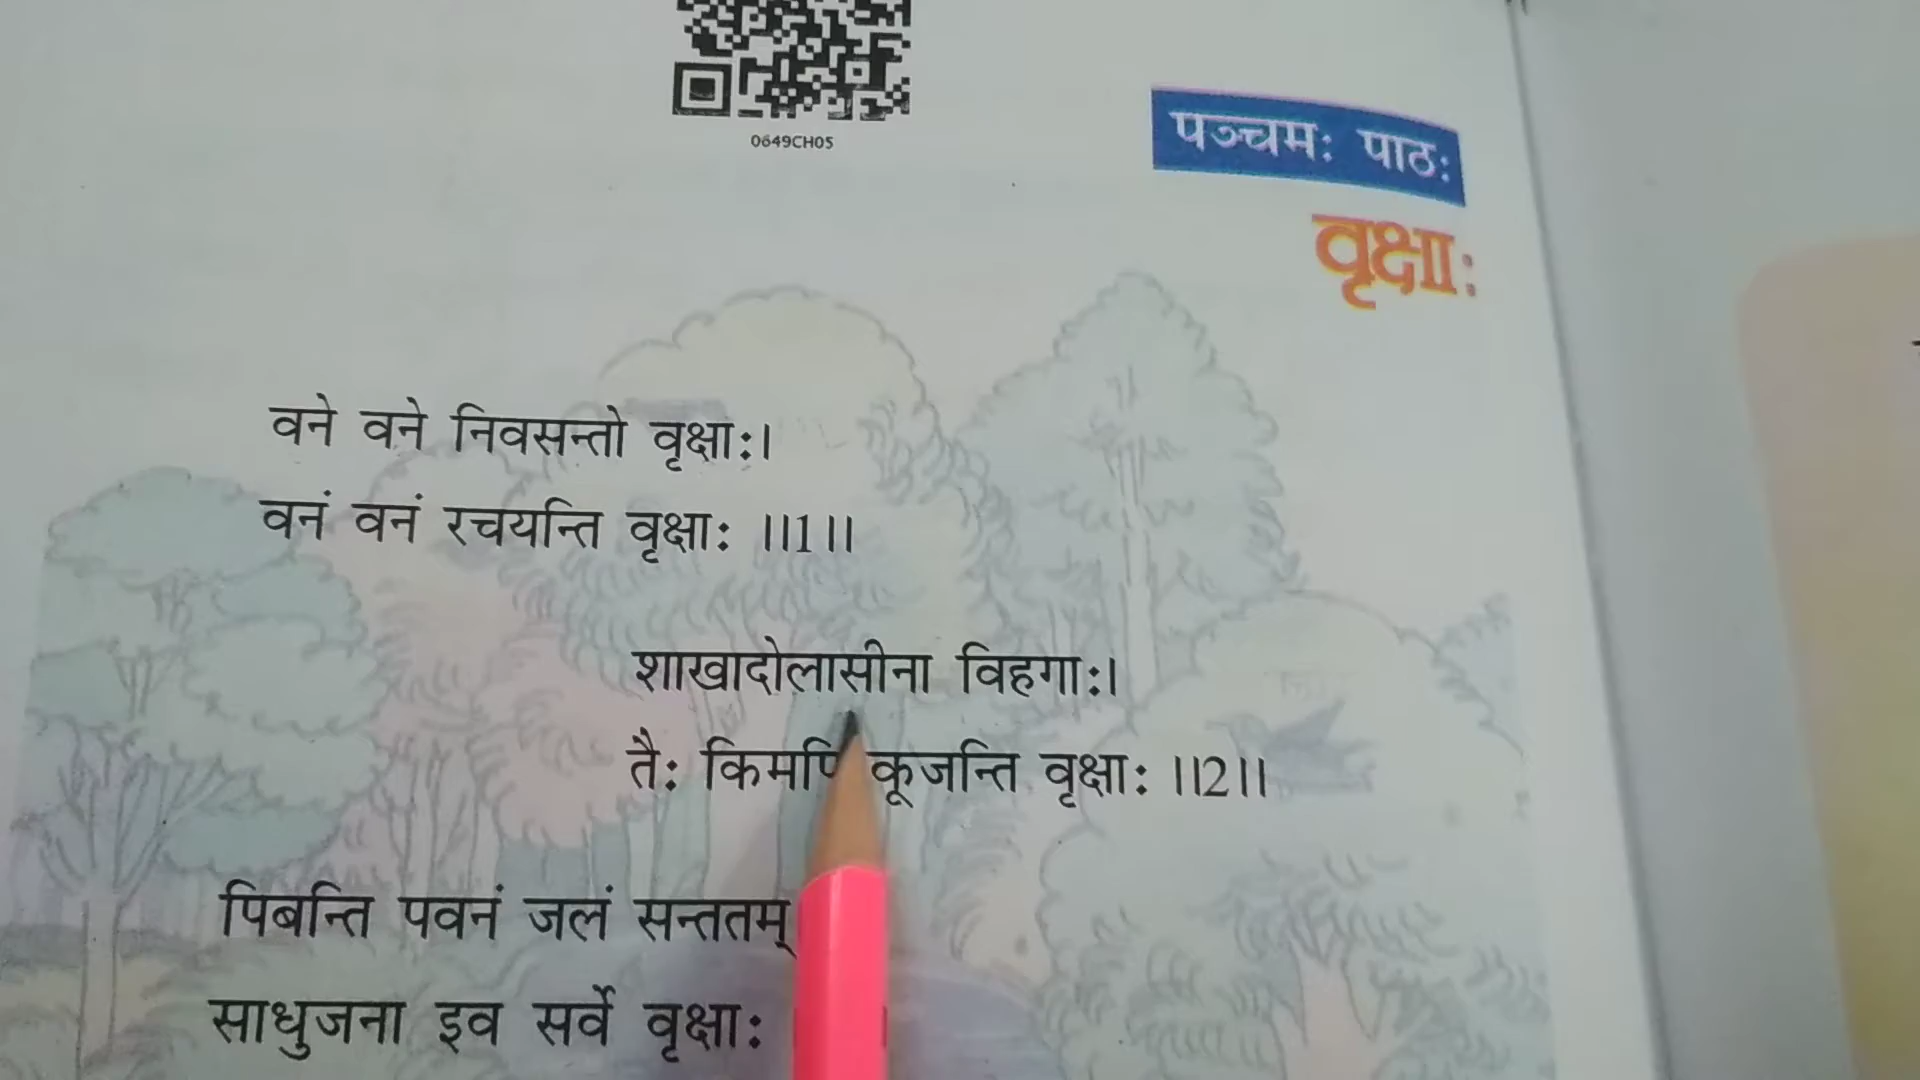 0649CH05
पञ्चमः पाठः
वृक्षाः
वने वने निवसन्तो वृक्षाः।
वनं वनं रचयन्ति वृक्षाः ।।1।।
शाखादोलासीना विहगाः।
तैः किमपि कूजन्ति वृक्षाः ।।2।।
पिबन्ति पवनं जलं सन्ततम्
साधुजना इव सर्वे वृक्षाः